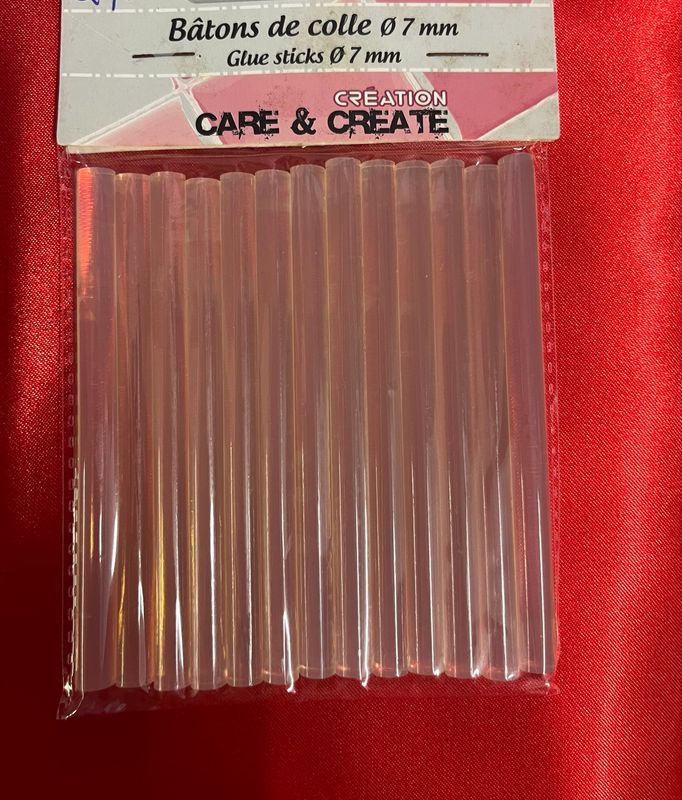 Bâtons de colle Ø 7 mm
Glue sticks Ø 7 mm
CREATION
CARE & CREATE